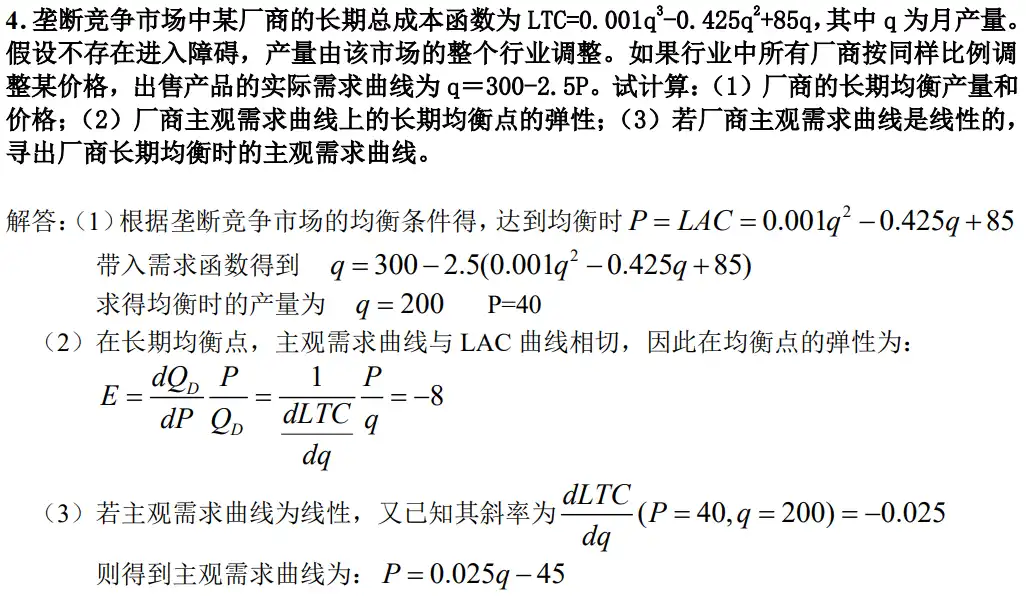 4.垄断竞争市场中某厂商的长期总成本函数为LTC=0.001q³-0.425q²+85q,其中q为月产量。
假设不存在进入障碍，产量由该市场的整个行业调整。如果行业中所有厂商按同样比例调
整某价格，出售产品的实际需求曲线为q＝300-2.5P。试计算：（1）厂商的长期均衡产量和
价格；（2）厂商主观需求曲线上的长期均衡点的弹性；（3）若厂商主观需求曲线是线性的，
寻出厂商长期均衡时的主观需求曲线。
解答：（1）根据垄断竞争市场的均衡条件得，达到均衡时 P = LAC = 0.001q² − 0.425q + 85
带入需求函数得到 q = 300 − 2.5(0.001q² − 0.425q + 85)
求得均衡时的产量为 q = 200 P=40
（2）在长期均衡点，主观需求曲线与 LAC 曲线相切，因此在均衡点的弹性为：
E = \frac{dQ_D}{dP} \frac{P}{Q_D} = \frac{1}{\frac{dLTC}{dq}} \frac{P}{q} = −8
（3）若主观需求曲线为线性，又已知其斜率为 \frac{dLTC}{dq} (P = 40, q = 200) = −0.025
则得到主观需求曲线为： P = 0.025q − 45